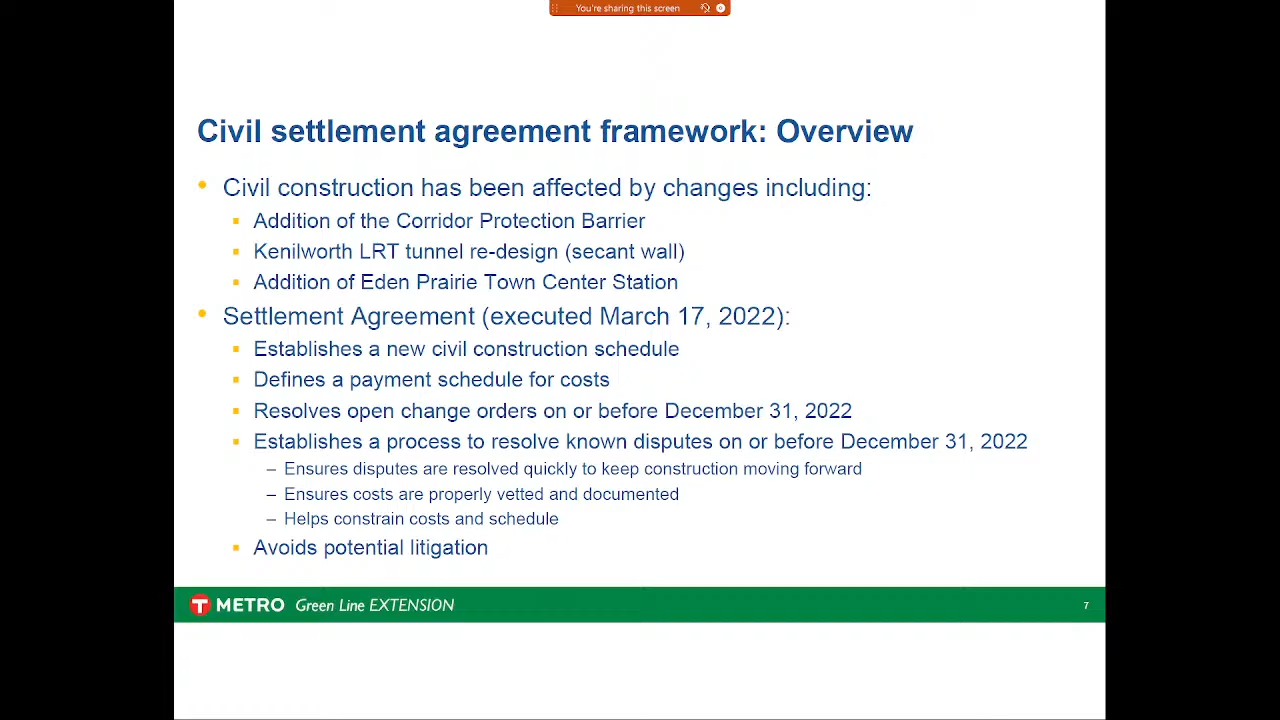 You're sharing this screen
Civil settlement agreement framework: Overview
• Civil construction has been affected by changes including:
▪ Addition of the Corridor Protection Barrier
▪ Kenilworth LRT tunnel re-design (secant wall)
▪ Addition of Eden Prairie Town Center Station
• Settlement Agreement (executed March 17, 2022):
▪ Establishes a new civil construction schedule
▪ Defines a payment schedule for costs
▪ Resolves open change orders on or before December 31, 2022
▪ Establishes a process to resolve known disputes on or before December 31, 2022
– Ensures disputes are resolved quickly to keep construction moving forward
– Ensures costs are properly vetted and documented
– Helps constrain costs and schedule
▪ Avoids potential litigation
T METRO Green Line EXTENSION 7